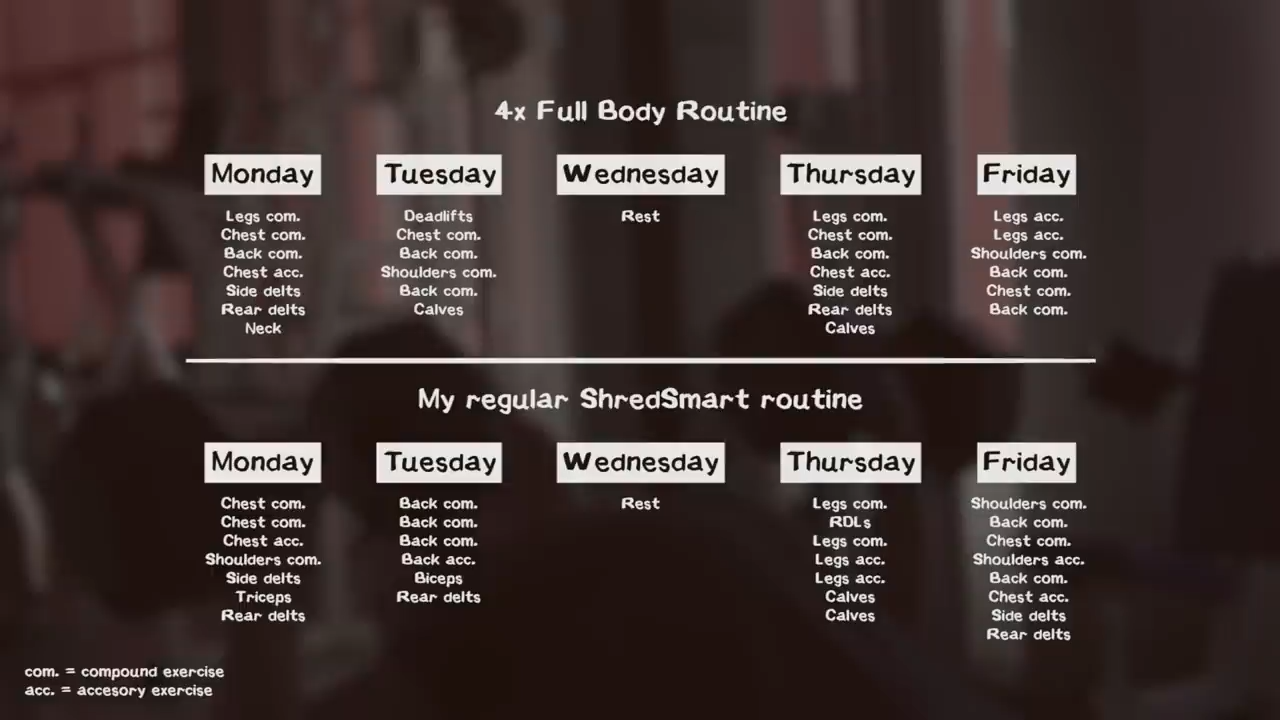 4x Full Body Routine
Monday Tuesday Wednesday Thursday Friday
Legs com. Deadlifts Rest Legs com. Legs acc.
Chest com. Chest com. Chest com. Legs acc.
Back com. Back com. Back com. Shoulders com.
Chest acc. Shoulders com. Chest acc. Back com.
Side delts Back com. Side delts Chest com.
Rear delts Calves Rear delts Back com.
Neck Calves
My regular ShredSmart routine
Monday Tuesday Wednesday Thursday Friday
Chest com. Back com. Rest Legs com. Shoulders com.
Chest com. Back com. RDLs Back com.
Chest acc. Back com. Legs com. Chest com.
Shoulders com. Back acc. Legs acc. Shoulders acc.
Side delts Biceps Legs acc. Back com.
Triceps Rear delts Calves Chest acc.
Rear delts Calves Side delts
Rear delts
com. = compound exercise
acc. = accesory exercise